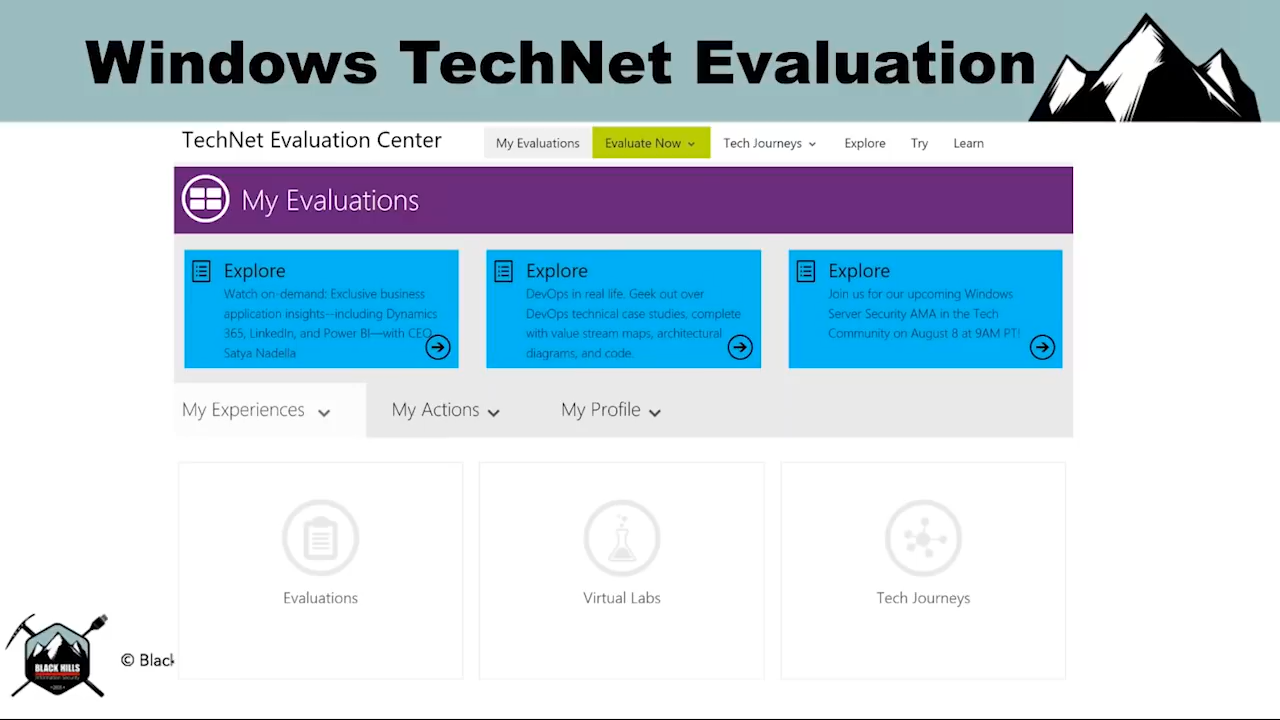 Windows TechNet Evaluation
TechNet Evaluation Center
My Evaluations
Evaluate Now
Tech Journeys
Explore
Try
Learn
My Evaluations
Explore
Watch on-demand: Exclusive business
application insights—including Dynamics
365, LinkedIn, and Power BI—with CEO
Satya Nadella
Explore
DevOps in real life. Geek out over
DevOps technical case studies, complete
with value stream maps, architectural
diagrams, and code.
Explore
Join us for our upcoming Windows
Server Security AMA in the Tech
Community on August 8 at 9AM PT!
My Experiences
My Actions
My Profile
Evaluations
Virtual Labs
Tech Journeys
BLACK HILLS
Information Security
© Black